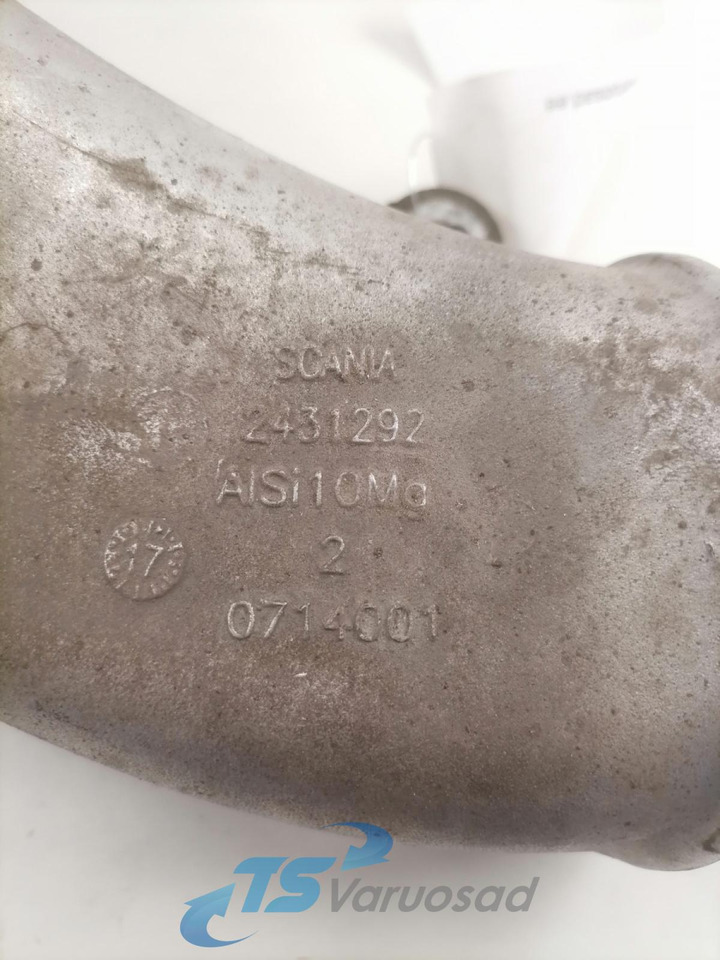 SCANIA
2431292
AlSi10Mg
17
2
0714001
TS Varuosad